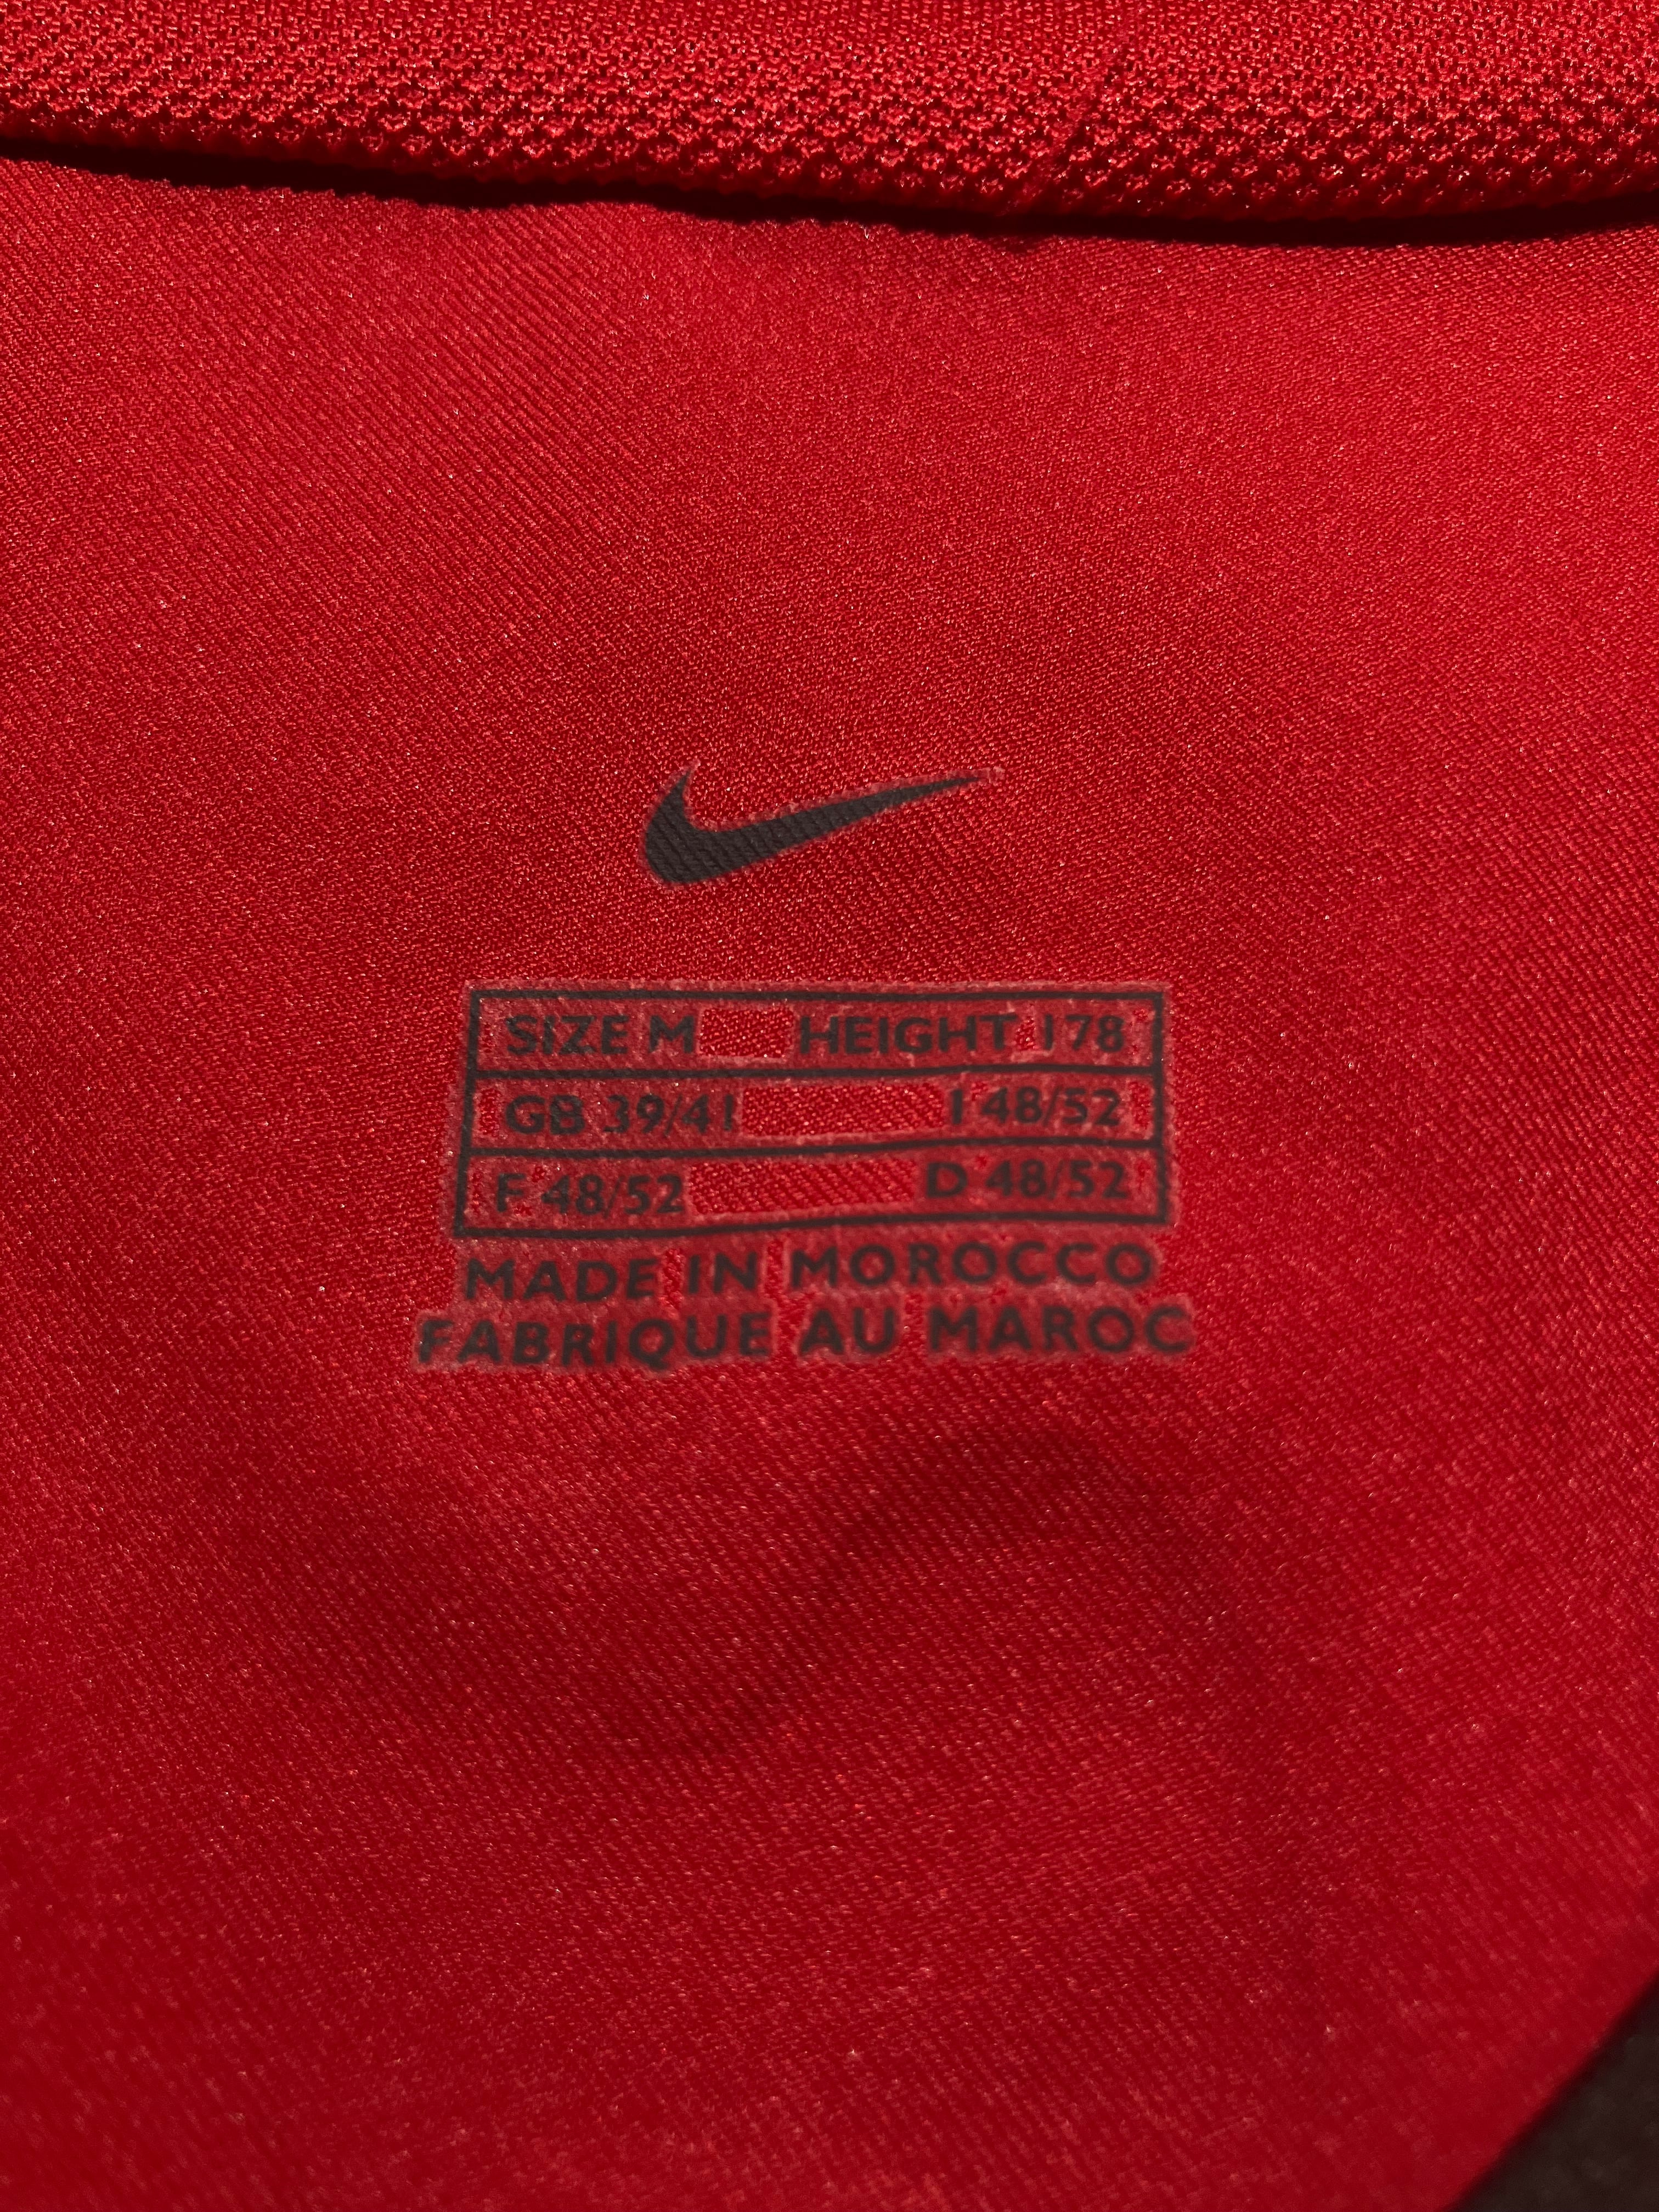 SIZE M HEIGHT 178
GB 39/41 I 48/52
F 48/52 D 48/52
MADE IN MOROCCO
FABRIQUE AU MAROC